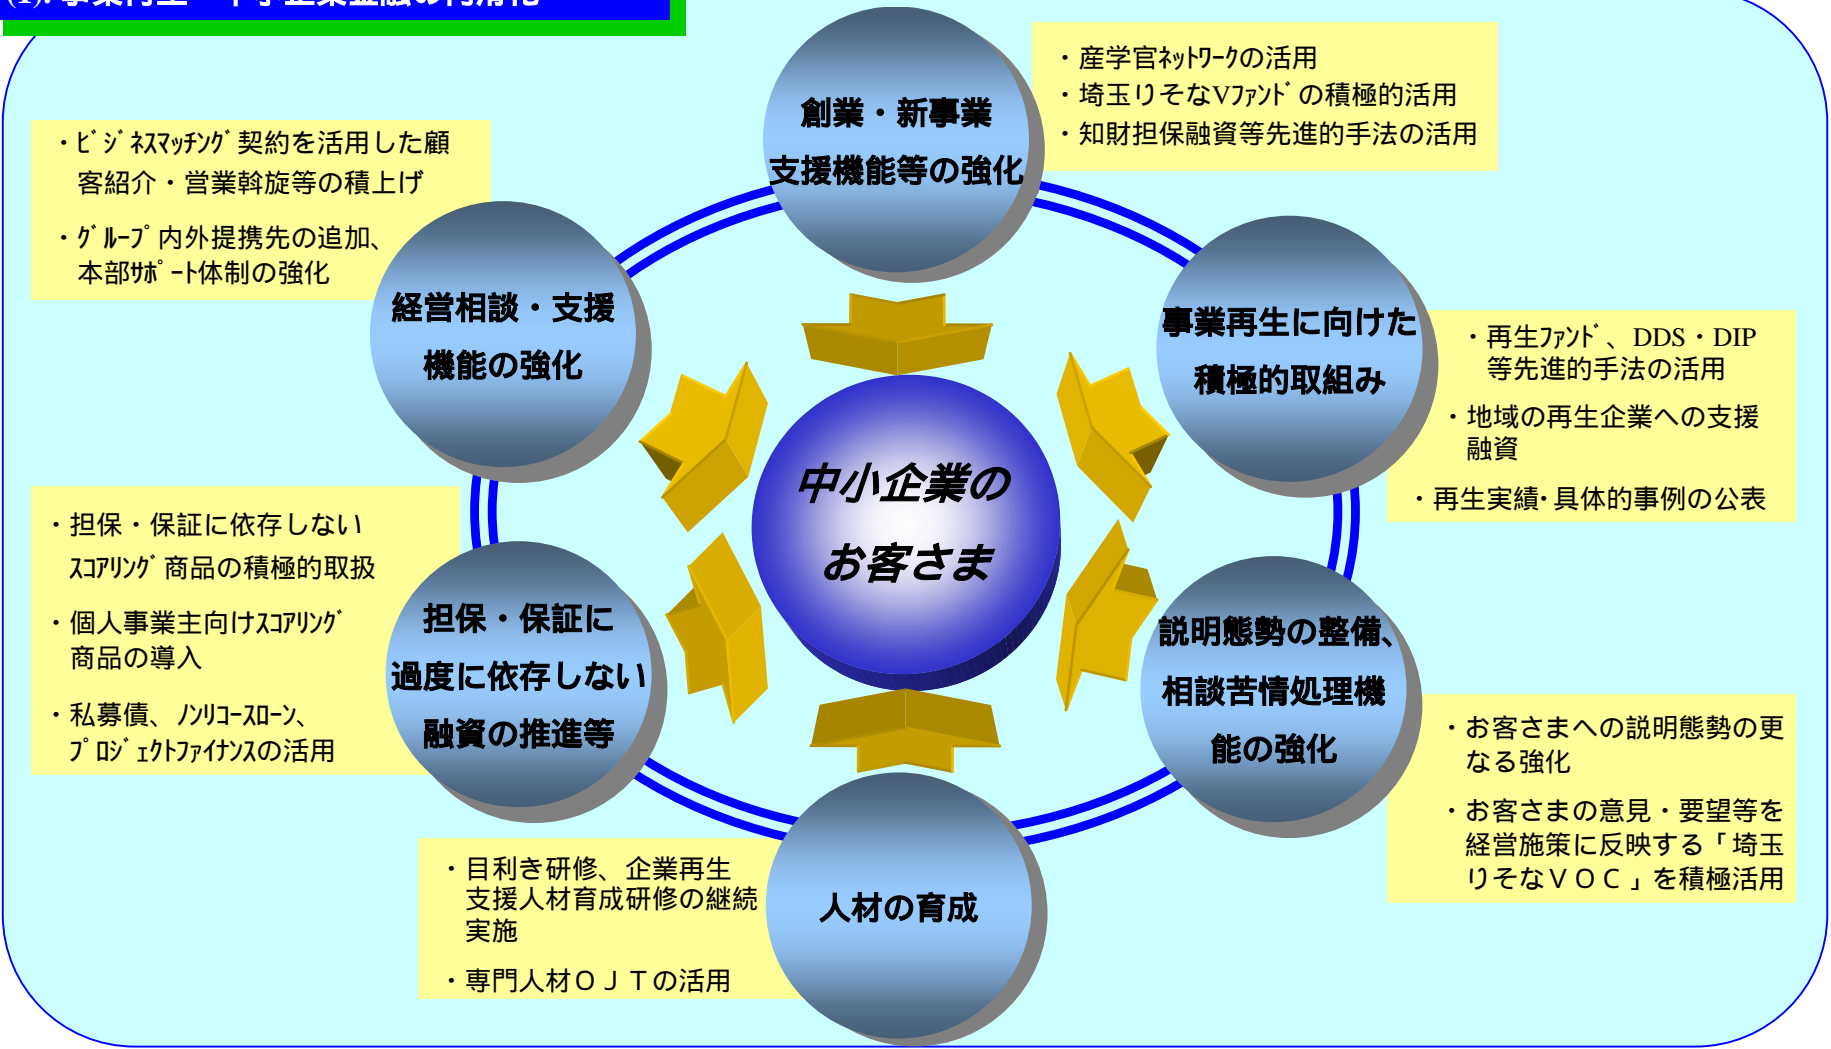 (1). 事業再生・中小企業金融の円滑化
創業・新事業
支援機能等の強化
・産学官ﾈｯﾄﾜｰｸの活用
・埼玉りそなVﾌｧﾝﾄﾞの積極的活用
・知財担保融資等先進的手法の活用
・ﾋﾞｼﾞﾈｽﾏｯﾁﾝｸﾞ契約を活用した顧
客紹介・営業斡旋等の積上げ
・ｸﾞﾙｰﾌﾟ内外提携先の追加、
本部ｻﾎﾟｰﾄ体制の強化
経営相談・支援
機能の強化
事業再生に向けた
積極的取組み
・再生ﾌｧﾝﾄﾞ、DDS・DIP
等先進的手法の活用
・地域の再生企業への支援
融資
・再生実績・具体的事例の公表
中小企業の
お客さま
・担保・保証に依存しない
ｽｺｱﾘﾝｸﾞ商品の積極的取扱
・個人事業主向けｽｺｱﾘﾝｸﾞ
商品の導入
・私募債、ﾉﾝﾘｺｰｽﾛｰﾝ、
ﾌﾟﾛｼﾞｪｸﾄﾌｧｲﾅﾝｽの活用
担保・保証に
過度に依存しない
融資の推進等
説明態勢の整備、
相談苦情処理機
能の強化
・お客さまへの説明態勢の更
なる強化
・お客さまの意見・要望等を
経営施策に反映する「埼玉
りそなＶＯＣ」を積極活用
・目利き研修、企業再生
支援人材育成研修の継続
実施
・専門人材ＯＪＴの活用
人材の育成